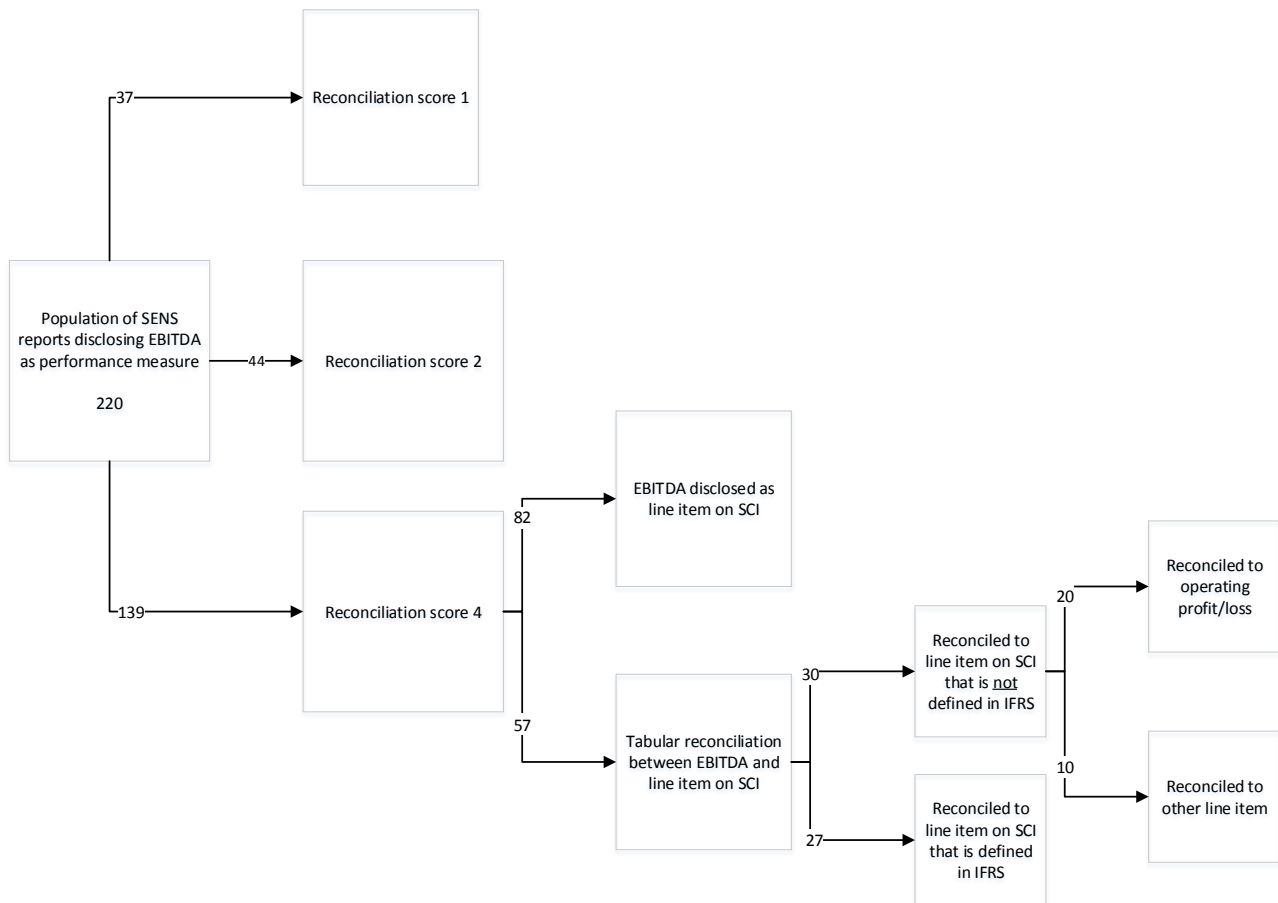 37
Reconciliation score 1
Population of SENS
reports disclosing EBITDA
as performance measure
220
44
Reconciliation score 2
139
Reconciliation score 4
82
EBITDA disclosed as
line item on SCI
57
Tabular reconciliation
between EBITDA and
line item on SCI
30
Reconciled to
line item on SCI
that is not
defined in IFRS
20
Reconciled to
operating
profit/loss
10
Reconciled to
other line item
27
Reconciled to
line item on SCI
that is defined
in IFRS